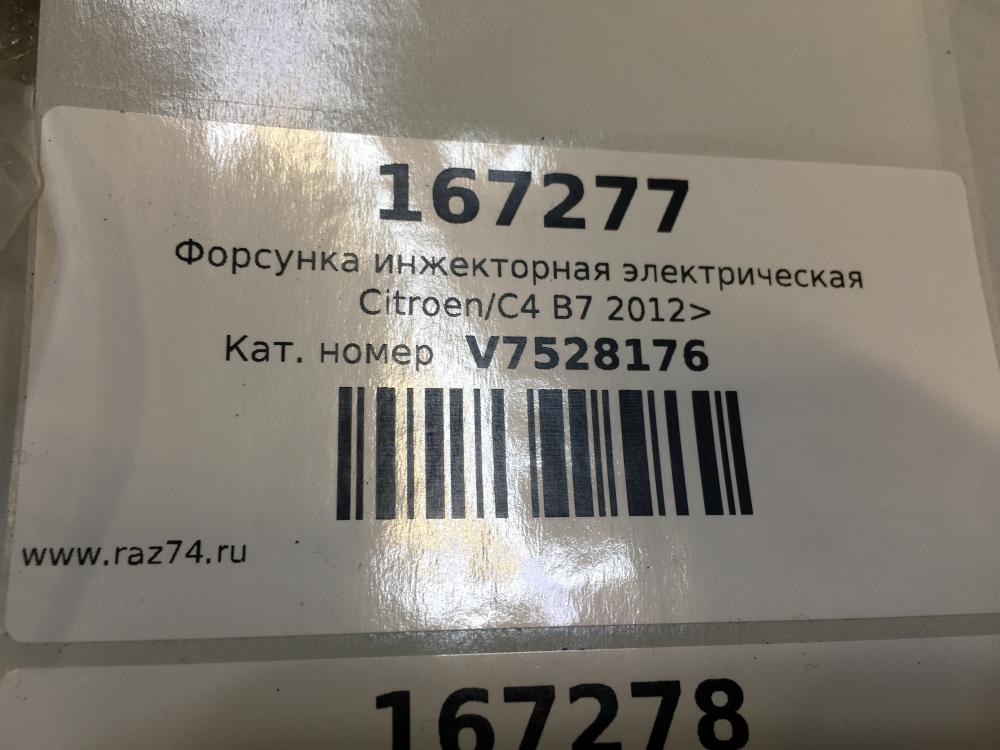 167277
Форсунка инжекторная электрическая
Citroen/C4 B7 2012>
Кат. номер V7528176
www.raz74.ru
167278